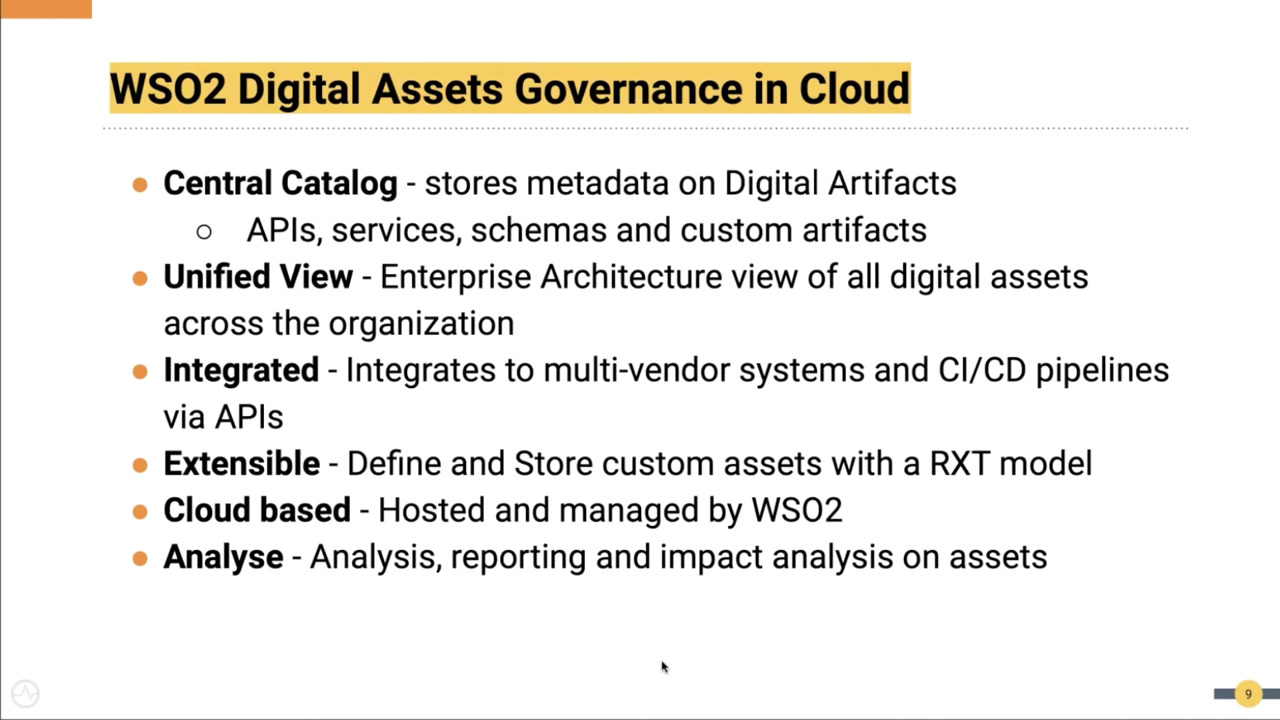 WSO2 Digital Assets Governance in Cloud
● Central Catalog - stores metadata on Digital Artifacts
○ APIs, services, schemas and custom artifacts
● Unified View - Enterprise Architecture view of all digital assets
across the organization
● Integrated - Integrates to multi-vendor systems and CI/CD pipelines
via APIs
● Extensible - Define and Store custom assets with a RXT model
● Cloud based - Hosted and managed by WSO2
● Analyse - Analysis, reporting and impact analysis on assets
9